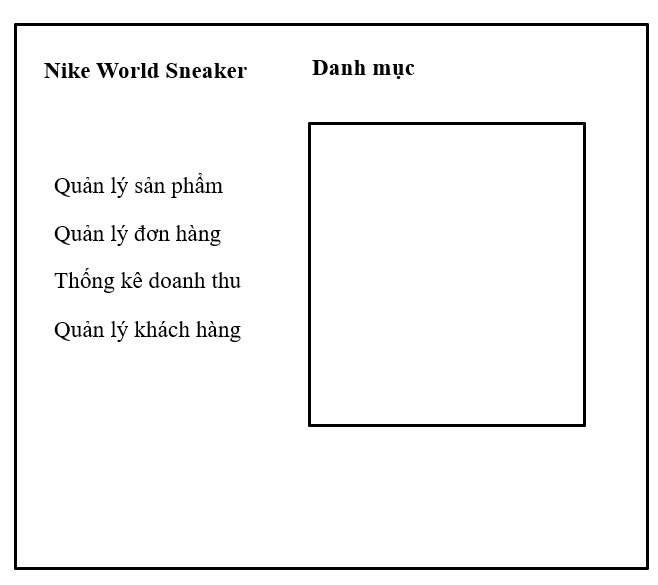 Nike World Sneaker
Danh mục
Quản lý sản phẩm
Quản lý đơn hàng
Thống kê doanh thu
Quản lý khách hàng